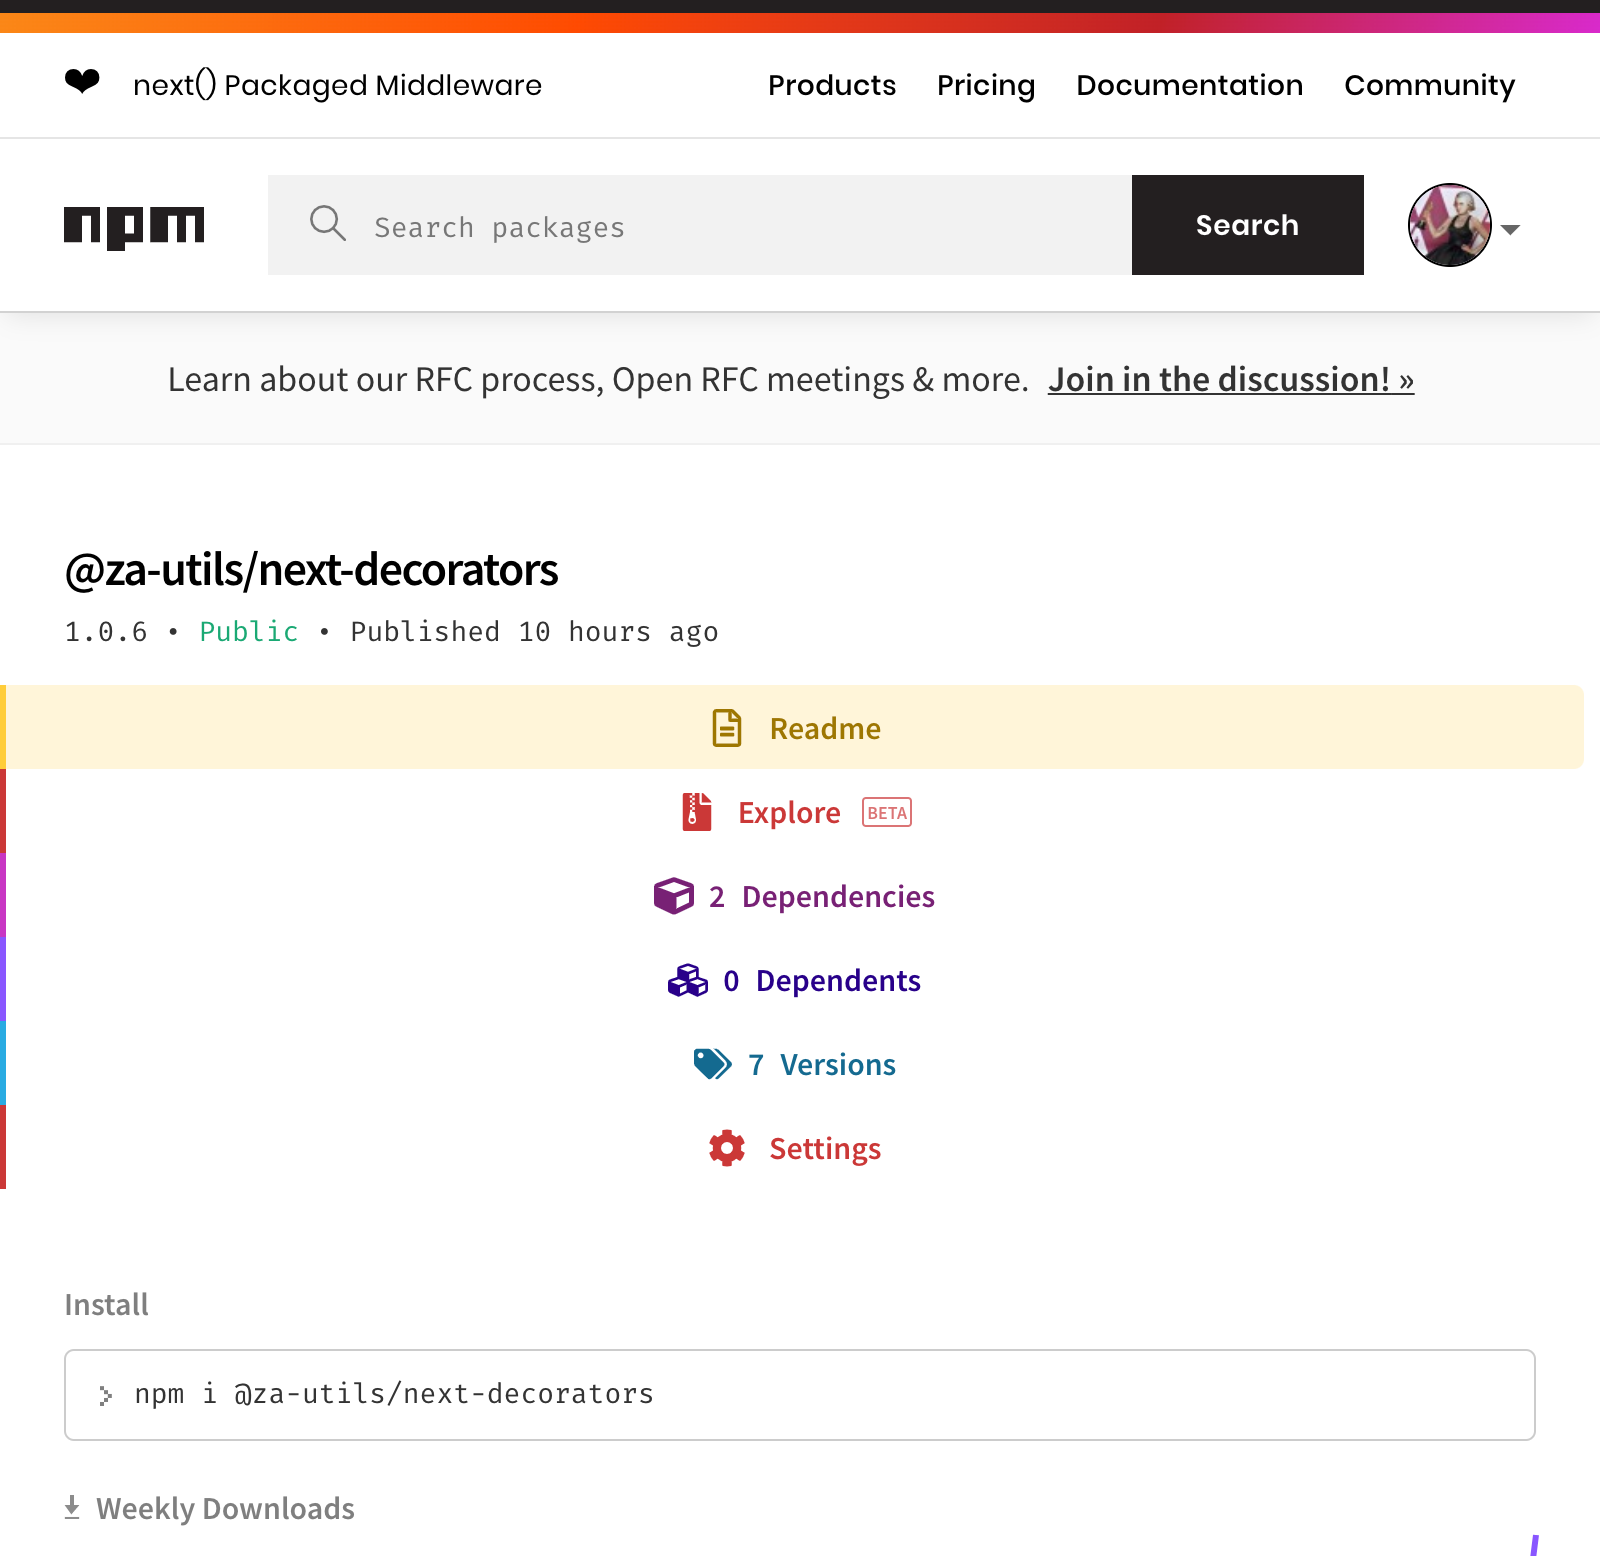 ❤ next() Packaged Middleware Products Pricing Documentation Community
npm Search packages Search
Learn about our RFC process, Open RFC meetings & more. Join in the discussion! »
@za-utils/next-decorators
1.0.6 • Public • Published 10 hours ago
Readme
Explore BETA
2 Dependencies
0 Dependents
7 Versions
Settings
Install
npm i @za-utils/next-decorators
Weekly Downloads